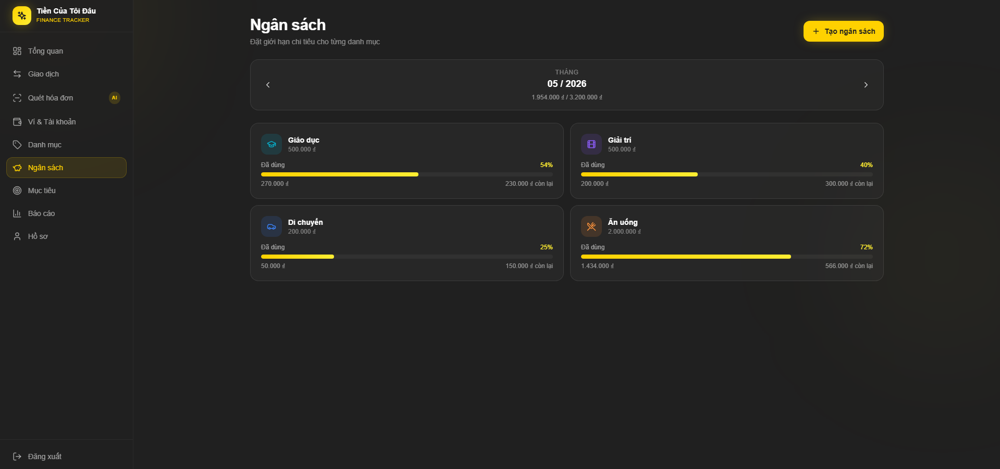 Tiền Của Tôi Đâu
FINANCE TRACKER
Tổng quan
Giao dịch
Quét hóa đơn
AI
Ví & Tài khoản
Danh mục
Ngân sách
Mục tiêu
Báo cáo
Hồ sơ
Đăng xuất
Ngân sách
Đặt giới hạn chi tiêu cho từng danh mục
Tạo ngân sách
THÁNG
05 / 2026
1.954.000 ₫ / 3.200.000 ₫
Giáo dục
500.000 ₫
Đã dùng
54%
270.000 ₫
230.000 ₫ còn lại
Giải trí
500.000 ₫
Đã dùng
40%
200.000 ₫
300.000 ₫ còn lại
Di chuyển
200.000 ₫
Đã dùng
25%
50.000 ₫
150.000 ₫ còn lại
Ăn uống
2.000.000 ₫
Đã dùng
72%
1.434.000 ₫
566.000 ₫ còn lại